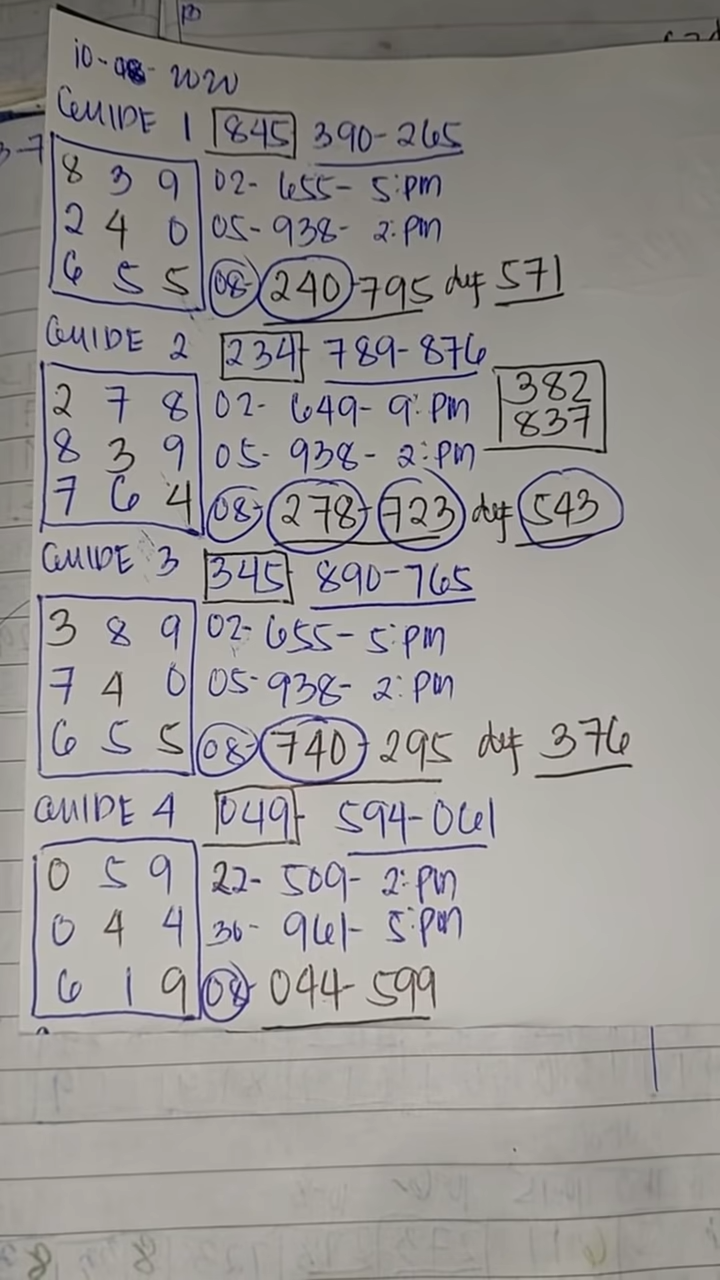 10-08-2020
GUIDE 1 845 390-265
8 3 9 02- 655- 5:pm
2 4 0 05- 938- 2:pm
6 5 5 08- 240-795 dif 571
GUIDE 2 234- 789-876
382
2 7 8 02- 649- 9:pm
837
8 3 9 05- 938- 2:pm
7 6 4 08- 278-723 dif 543
GUIDE 3 345- 890-765
3 8 9 02- 655- 5:pm
7 4 0 05- 938- 2:pm
6 5 5 08- 740-295 dif 376
GUIDE 4 049- 594-061
0 5 9 22- 509- 2:pm
0 4 4 30- 961- 5:pm
6 1 9 08- 044-599